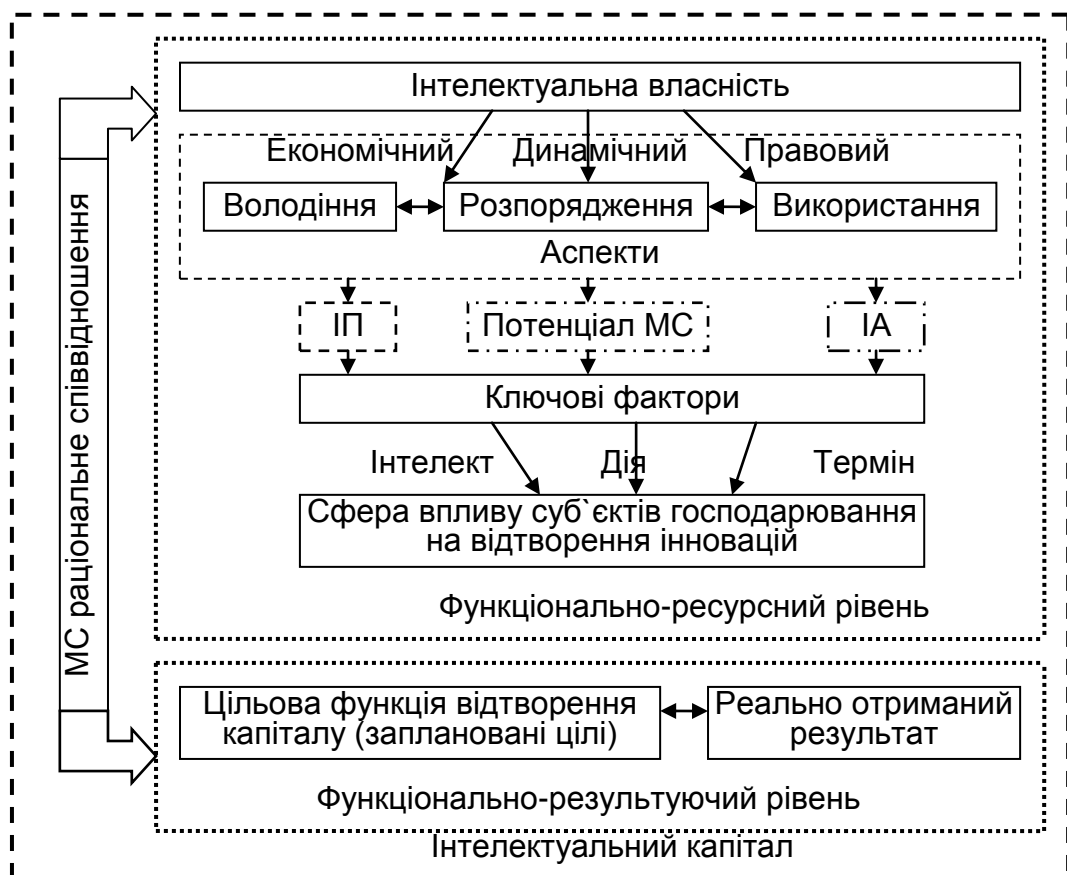 Інтелектуальна власність
Економічний Динамічний Правовий
Володіння Розпорядження Використання
Аспекти
ІП Потенціал МС ІА
Ключові фактори
Інтелект Дія Термін
Сфера впливу суб`єктів господарювання
на відтворення інновацій
Функціонально-ресурсний рівень
МС раціональне співвідношення
Цільова функція відтворення
капіталу (заплановані цілі)
Реально отриманий
результат
Функціонально-результуючий рівень
Інтелектуальний капітал